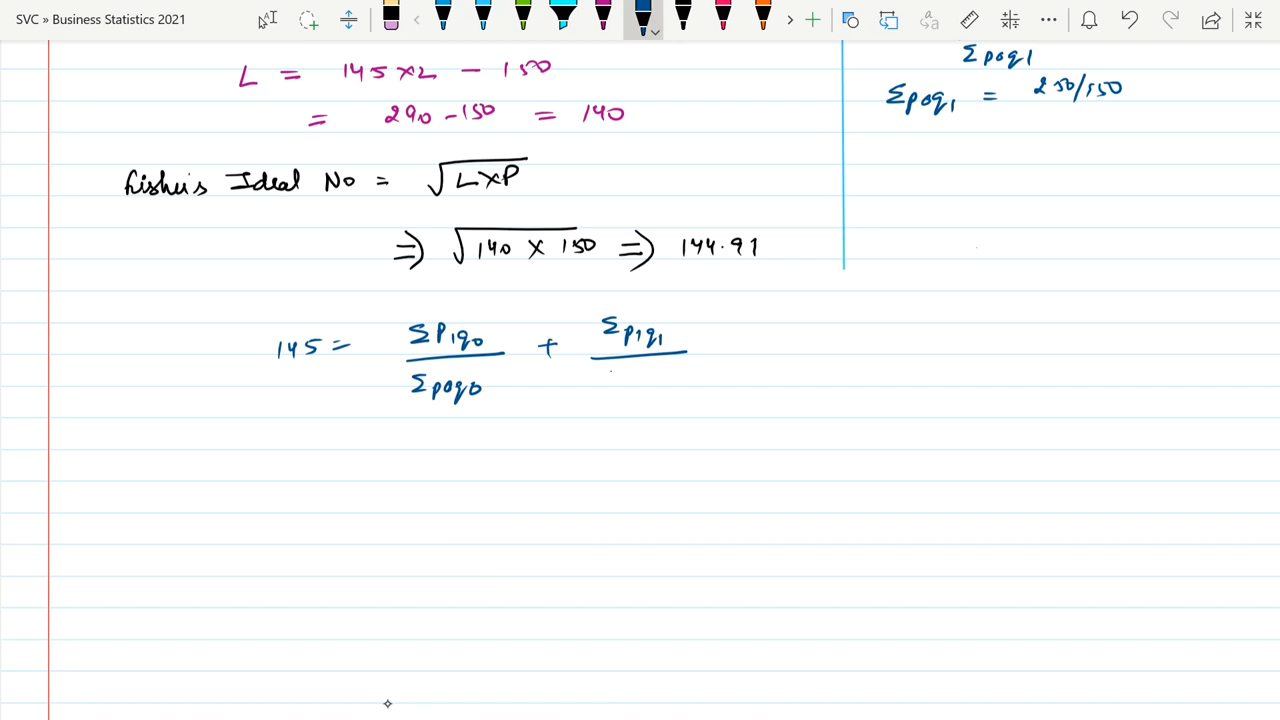 SVC » Business Statistics 2021
L = 145 × 2 − 150
= 290 − 150 = 140
Fisher's Ideal No = √L×P
⇒ √140 × 150 ⇒ 144.91
145 = Σp1q0 / Σp0q0 + Σp1q1
Σp0q1
Σp0q1 = 250/150